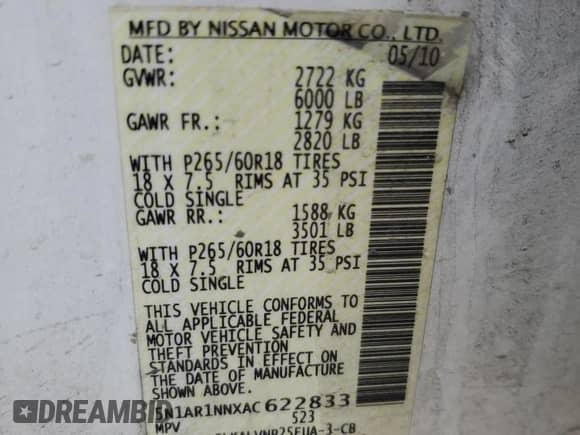 MFD BY NISSAN MOTOR CO., LTD.
DATE: 05/10
GVWR: 2722 KG
6000 LB
GAWR FR.: 1279 KG
2820 LB
WITH P265/60R18 TIRES
18 X 7.5 RIMS AT 35 PSI
COLD SINGLE
GAWR RR.: 1588 KG
3501 LB
WITH P265/60R18 TIRES
18 X 7.5 RIMS AT 35 PSI
COLD SINGLE
THIS VEHICLE CONFORMS TO
ALL APPLICABLE FEDERAL
MOTOR VEHICLE SAFETY AND
THEFT PREVENTION
STANDARDS IN EFFECT ON
THE DATE OF MANUFACTURE
SHOWN ABOVE.
5N1AR1NNXAC622833
MPV 523
AUTOBIDCAR